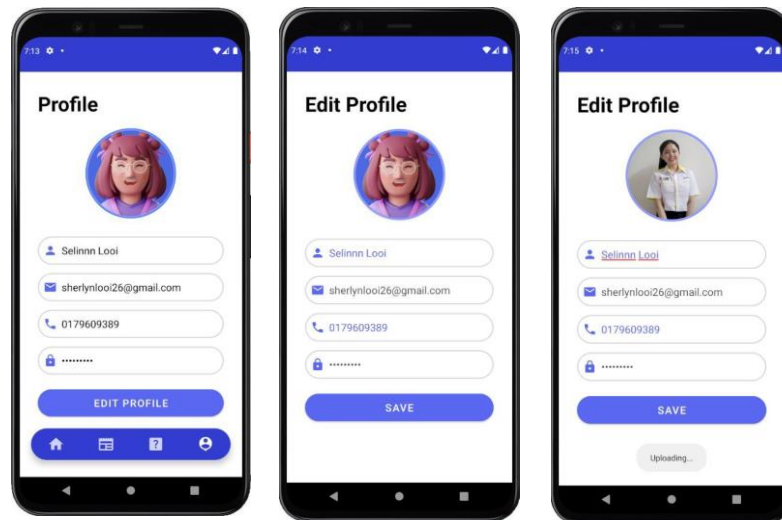 7:13
Profile
Selinnn Looi
sherlynlooi26@gmail.com
0179609389
•••••••••
EDIT PROFILE
?
7:14
Edit Profile
Selinnn Looi
sherlynlooi26@gmail.com
0179609389
•••••••••
SAVE
7:15
Edit Profile
Selinnn Looi
sherlynlooi26@gmail.com
0179609389
•••••••••
SAVE
Uploading...